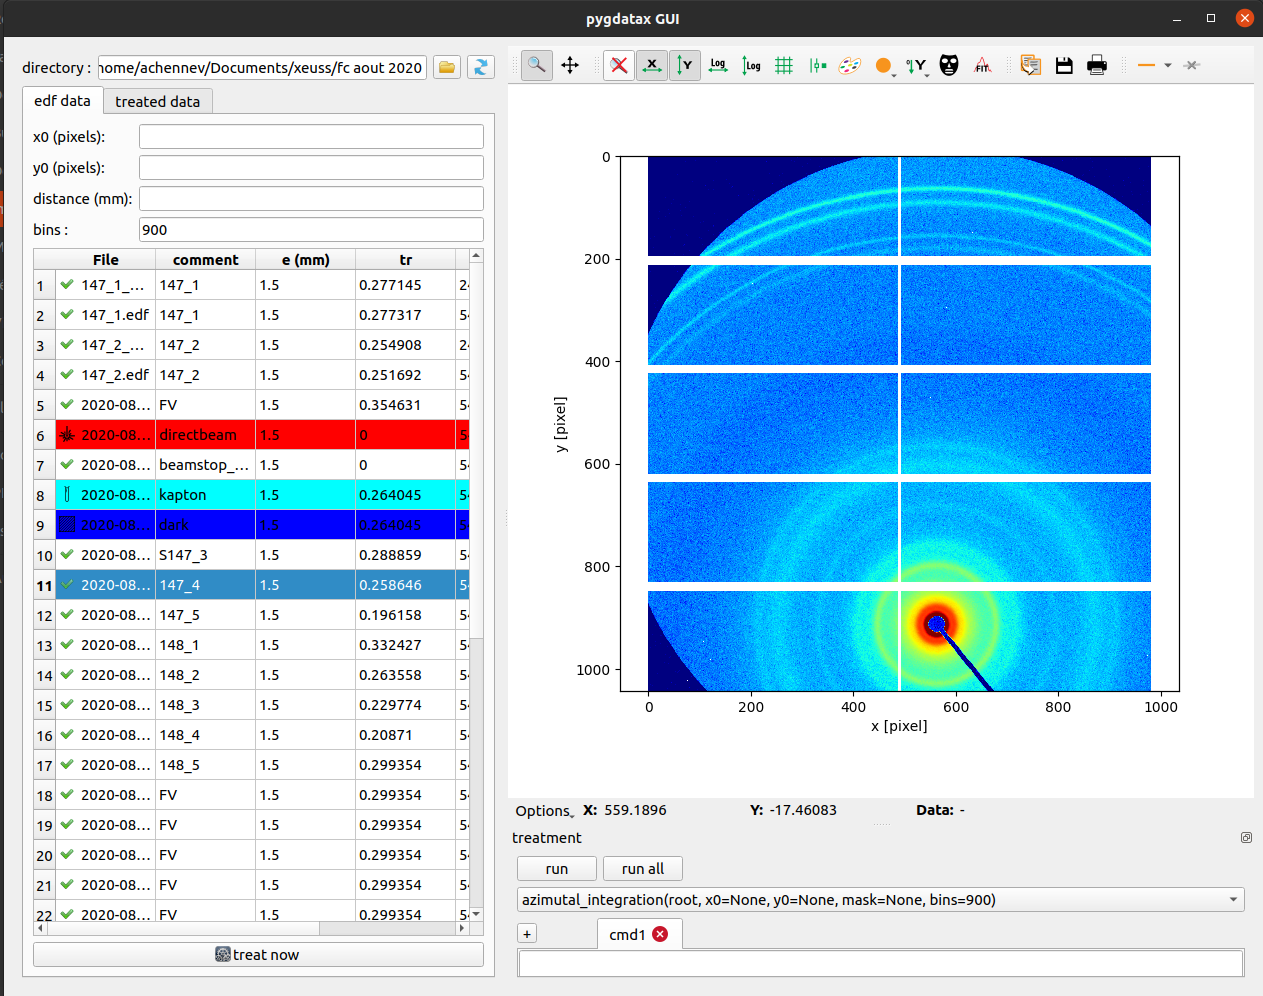 pygdatax GUI
directory : home/achennev/Documents/xeuss/fc aout 2020
edf data treated data
x0 (pixels):
y0 (pixels):
distance (mm):
bins : 900
File comment e (mm) tr
1 147_1_... 147_1 1.5 0.277145
2 147_1.edf 147_1 1.5 0.277317
3 147_2_... 147_2 1.5 0.254908
4 147_2.edf 147_2 1.5 0.251692
5 2020-08... FV 1.5 0.354631
6 2020-08... directbeam 1.5 0
7 2020-08... beamstop_... 1.5 0
8 2020-08... kapton 1.5 0.264045
9 2020-08... dark 1.5 0.264045
10 2020-08... S147_3 1.5 0.288859
11 2020-08... 147_4 1.5 0.258646
12 2020-08... 147_5 1.5 0.196158
13 2020-08... 148_1 1.5 0.332427
14 2020-08... 148_2 1.5 0.263558
15 2020-08... 148_3 1.5 0.229774
16 2020-08... 148_4 1.5 0.20871
17 2020-08... 148_5 1.5 0.299354
18 2020-08... FV 1.5 0.299354
19 2020-08... FV 1.5 0.299354
20 2020-08... FV 1.5 0.299354
21 2020-08... FV 1.5 0.299354
22 2020-08... FV 1.5 0.299354
treat now
X Y Log Log Y FIT
0
200
400
600
800
1000
y [pixel]
0 200 400 600 800 1000
x [pixel]
Options X: 559.1896 Y: -17.46083 Data: -
treatment
run run all
azimutal_integration(root, x0=None, y0=None, mask=None, bins=900)
+ cmd1